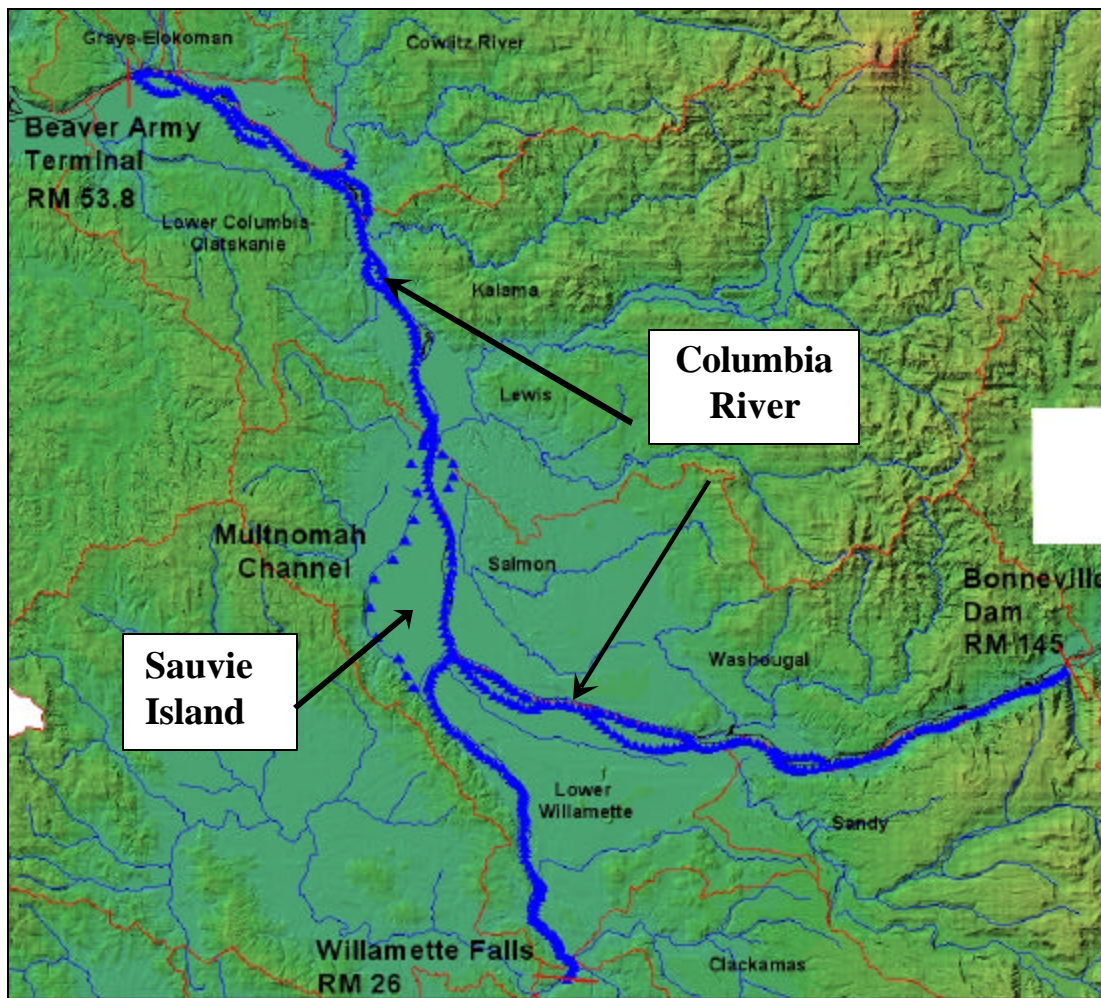 Grays-Elokoman
Cowlitz River
Beaver Army
Terminal
RM 53.8
Lower Columbia-
Clatskanie
Kalama
Columbia
River
Lewis
Multnomah
Channel
Salmon
Bonneville
Dam
RM 145
Sauvie
Island
Washougal
Lower
Willamette
Sandy
Willamette Falls
RM 26
Clackamas